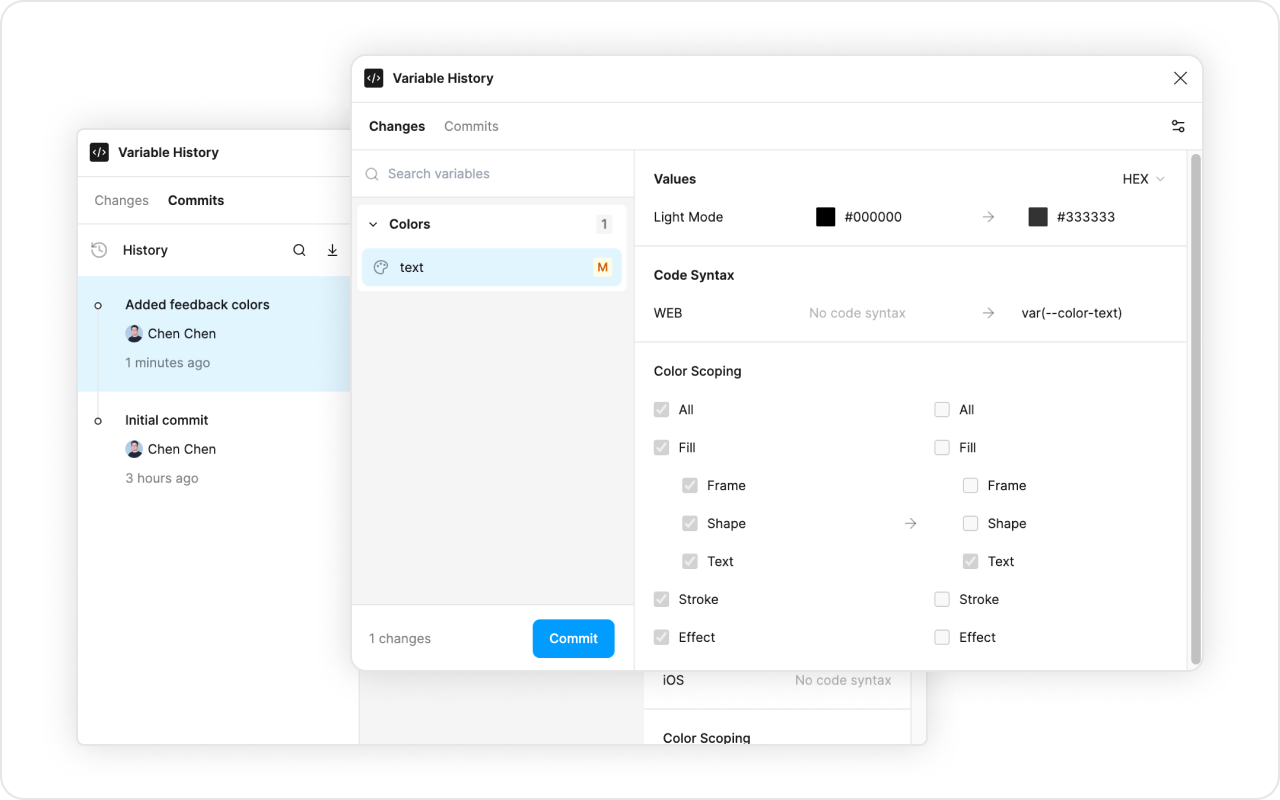 Variable History
Changes Commits
Search variables
Colors 1
text M
1 changes
Commit
Values HEX
Light Mode #000000 #333333
Code Syntax
WEB No code syntax var(--color-text)
Color Scoping
All All
Fill Fill
Frame Frame
Shape Shape
Text Text
Stroke Stroke
Effect Effect
Variable History
Changes Commits
History
Added feedback colors
Chen Chen
1 minutes ago
Initial commit
Chen Chen
3 hours ago
iOS No code syntax
Color Scoping